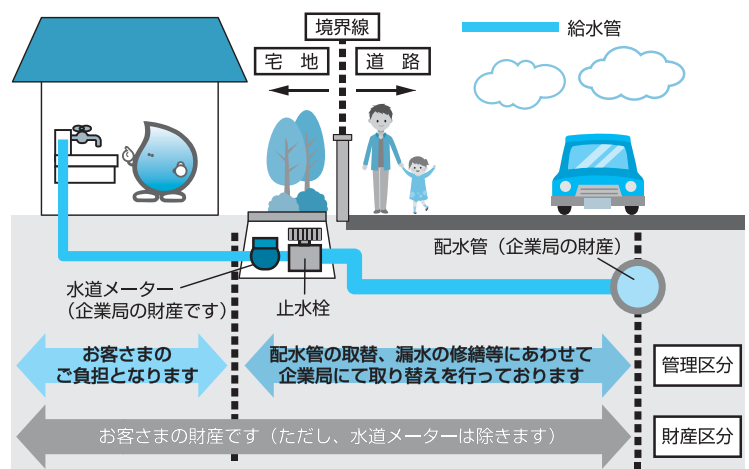 境界線
宅 地
道 路
給水管
配水管（企業局の財産）
水道メーター
（企業局の財産です）
止水栓
お客さまの
ご負担となります
配水管の取替、漏水の修繕等にあわせて
企業局にて取り替えを行っております
管理区分
お客さまの財産です（ただし、水道メーターは除きます）
財産区分